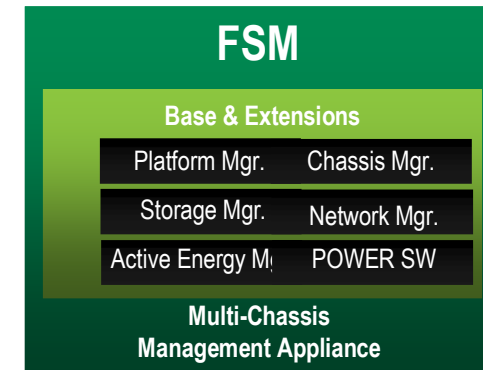 FSM
Base & Extensions
Platform Mgr. Chassis Mgr.
Storage Mgr. Network Mgr.
Active Energy M POWER SW
Multi-Chassis
Management Appliance